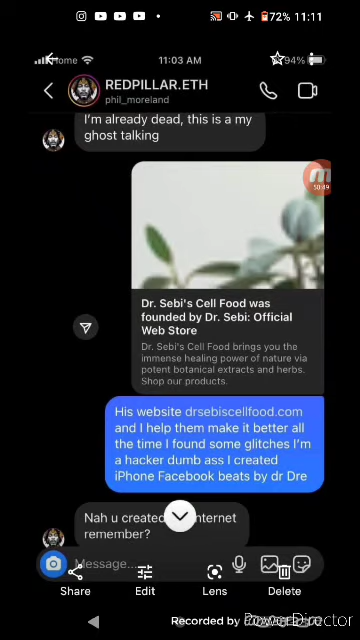 72% 11:11
Home 11:03 AM 94%
REDPILLAR.ETH
phil_moreland
I'm already dead, this is a my
ghost talking
00:49
Dr. Sebi's Cell Food was
founded by Dr. Sebi: Official
Web Store
Dr. Sebi's Cell Food brings you the
immense healing power of nature via
potent botanical extracts and herbs.
Shop our products.
His website drsebiscellfood.com
and I help them make it better all
the time I found some glitches I'm
a hacker dumb ass I created
iPhone Facebook beats by dr Dre
Nah u created internet
remember?
Message...
Share Edit Lens Delete
Recorded by
PowerDirector